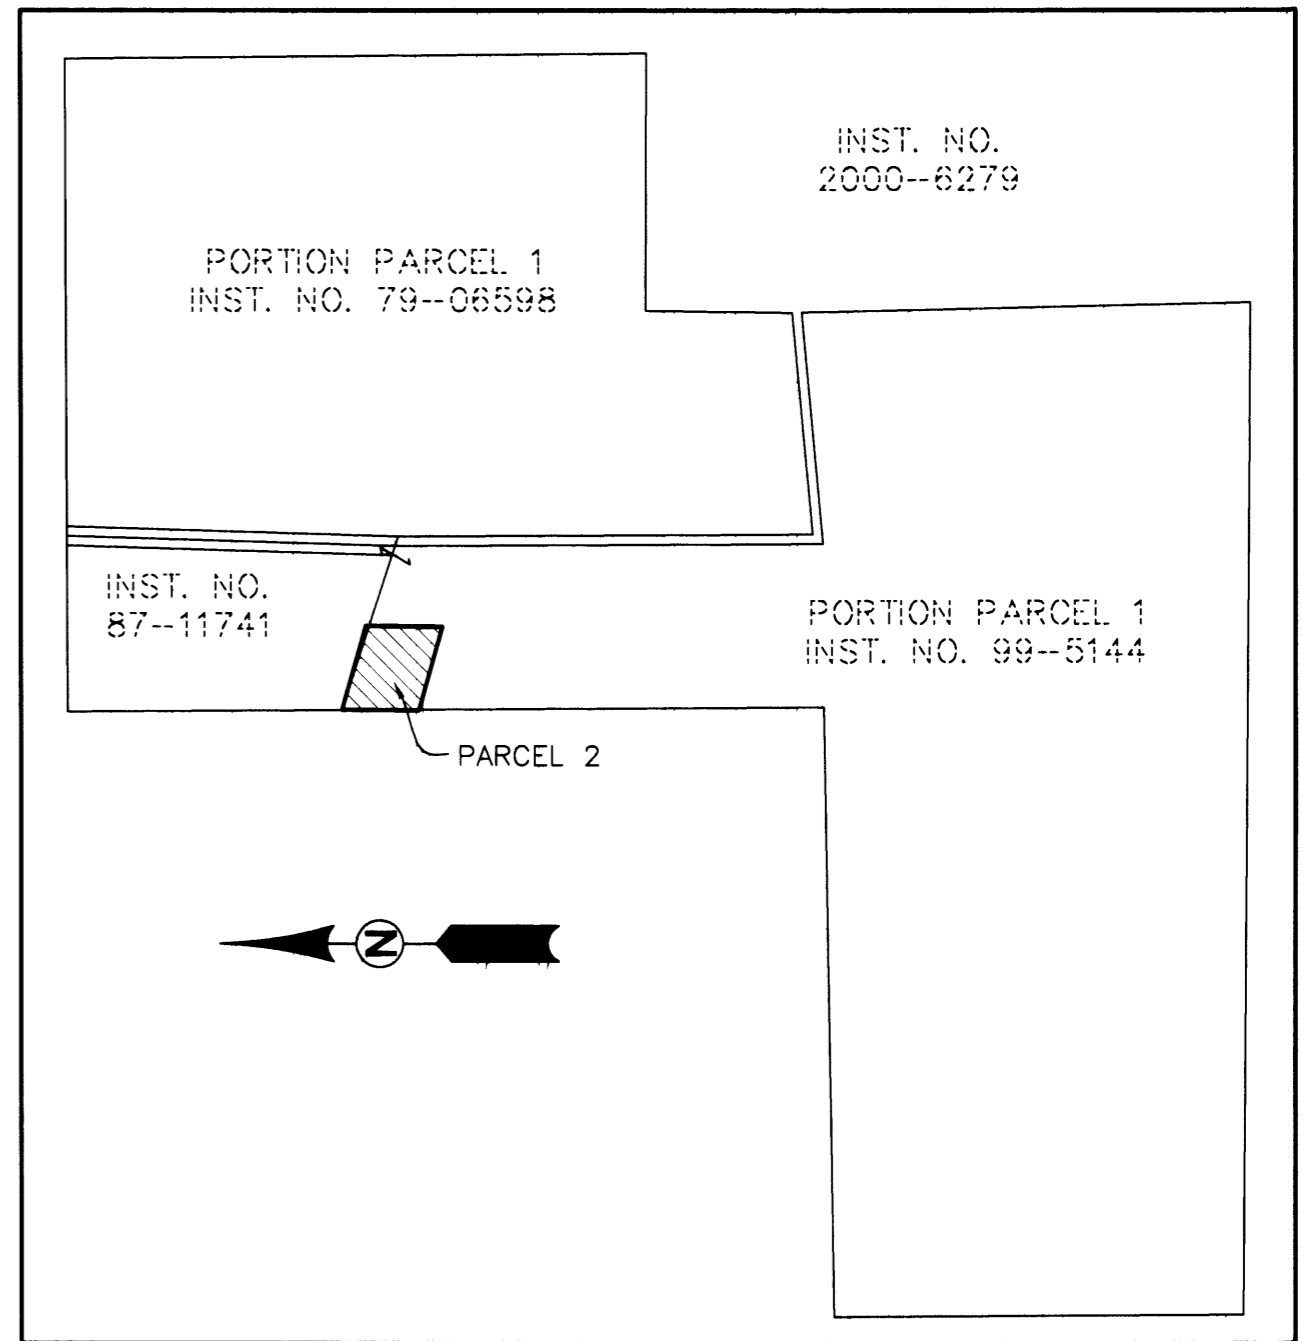 INST. NO.
2000--6279
PORTION PARCEL 1
INST. NO. 79--06598
INST. NO.
87--11741
PORTION PARCEL 1
INST. NO. 99--5144
PARCEL 2
N